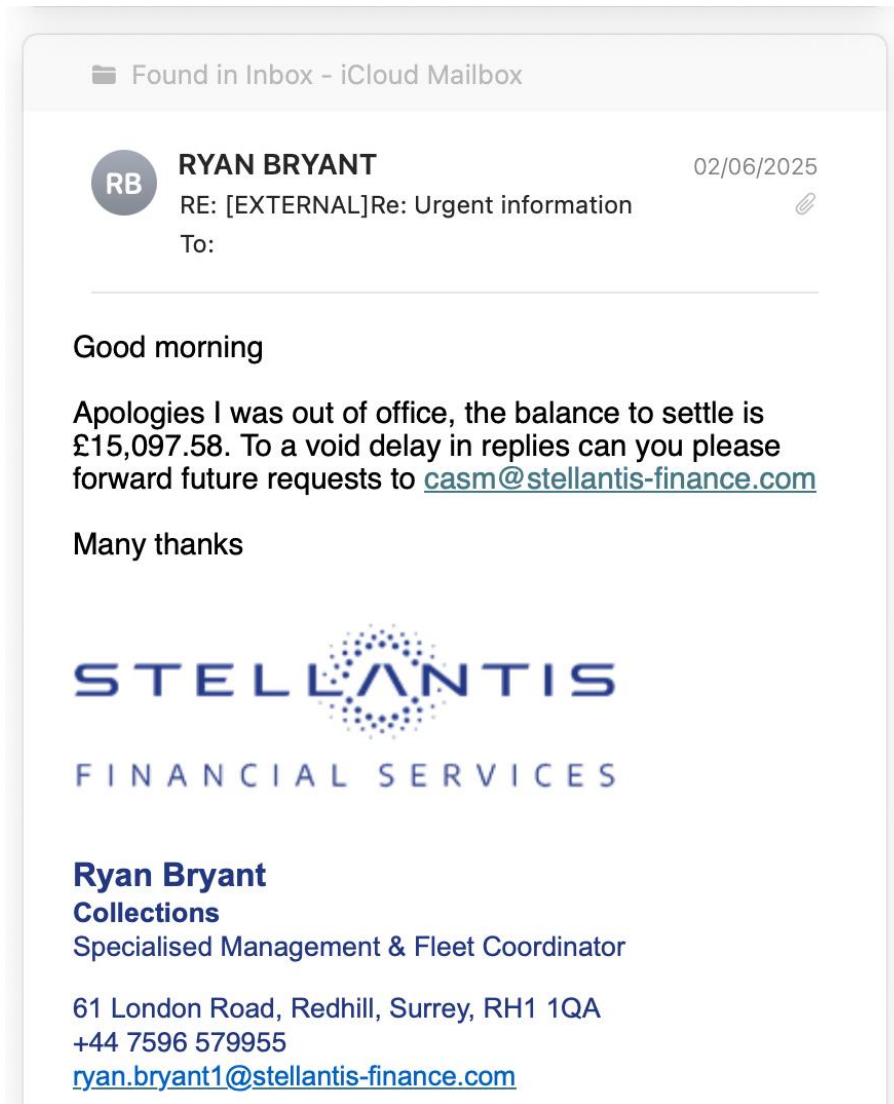 Found in Inbox - iCloud Mailbox
RB
RYAN BRYANT
02/06/2025
RE: [EXTERNAL]Re: Urgent information
To:
Good morning
Apologies I was out of office, the balance to settle is
£15,097.58. To a void delay in replies can you please
forward future requests to casm@stellantis-finance.com
Many thanks
STELLANTIS
FINANCIAL SERVICES
Ryan Bryant
Collections
Specialised Management & Fleet Coordinator
61 London Road, Redhill, Surrey, RH1 1QA
+44 7596 579955
ryan.bryant1@stellantis-finance.com